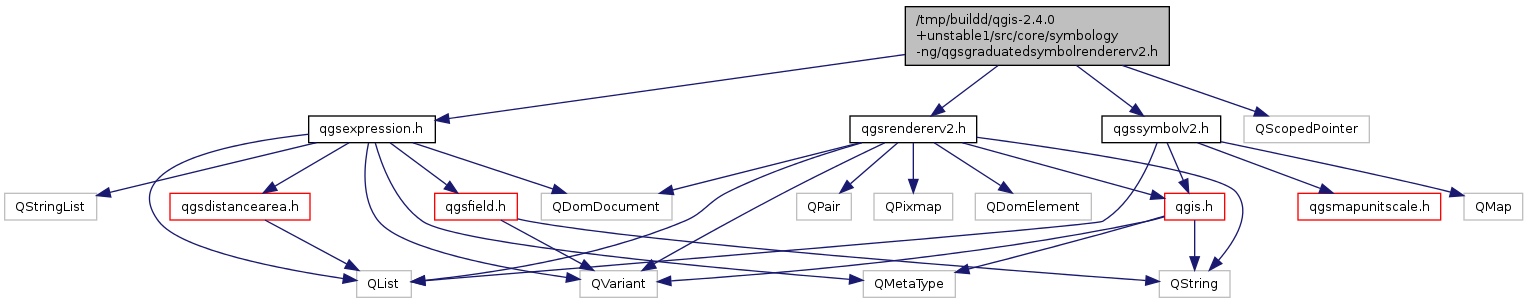 /tmp/buildd/qgis-2.4.0
+unstable1/src/core/symbology
-ng/qgsgraduatedsymbolrendererv2.h
qgsexpression.h
qgsrendererv2.h
qgssymbolv2.h
QScopedPointer
QStringList
qgsdistancearea.h
qgsfield.h
QDomDocument
QPair
QPixmap
QDomElement
qgis.h
qgsmapunitscale.h
QMap
QList
QVariant
QMetaType
QString